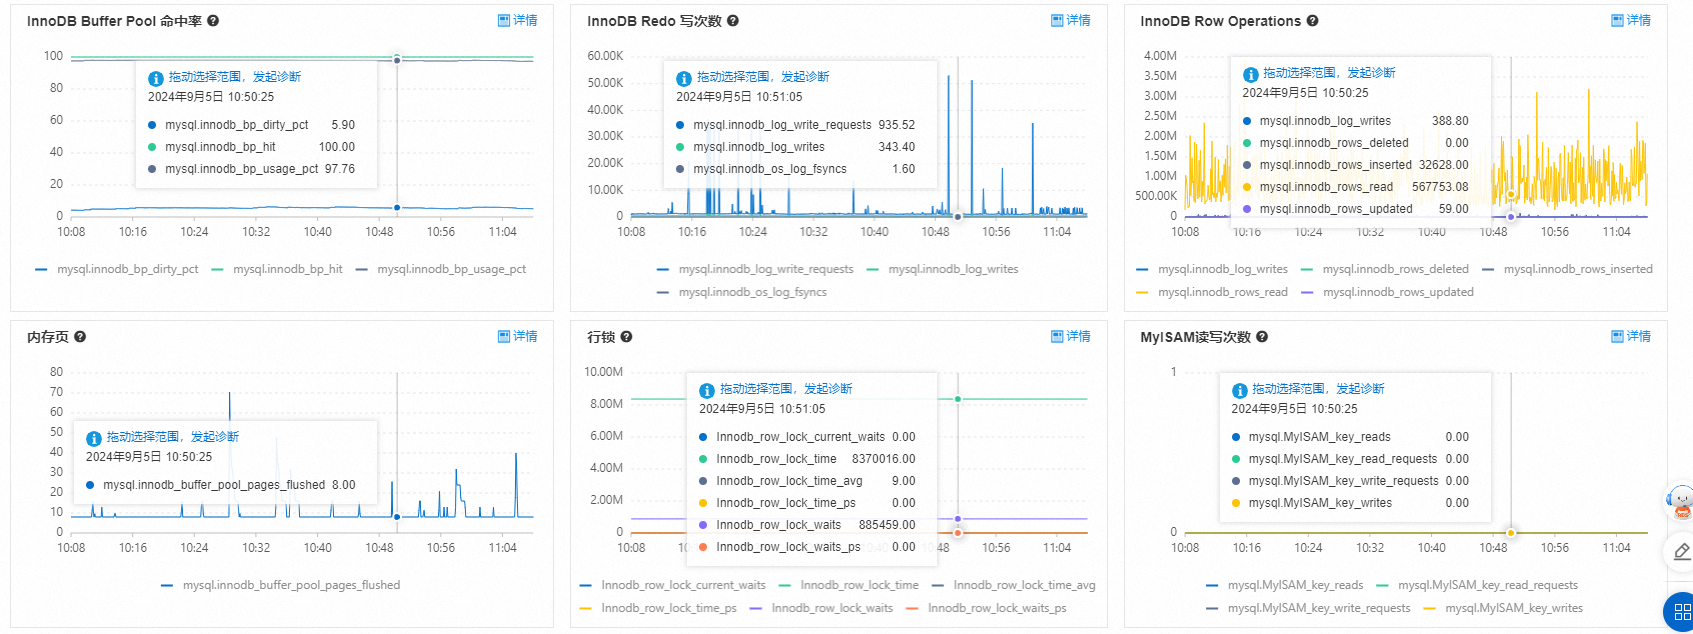 InnoDB Buffer Pool 命中率 ? 详情
100
80
60
40
20
0
拖动选择范围，发起诊断
2024年9月5日 10:50:25
mysql.innodb_bp_dirty_pct 5.90
mysql.innodb_bp_hit 100.00
mysql.innodb_bp_usage_pct 97.76
10:08 10:16 10:24 10:32 10:40 10:48 10:56 11:04
mysql.innodb_bp_dirty_pct mysql.innodb_bp_hit mysql.innodb_bp_usage_pct
InnoDB Redo 写次数 ? 详情
60.00K
50.00K
40.00K
30.00K
20.00K
10.00K
0
拖动选择范围，发起诊断
2024年9月5日 10:51:05
mysql.innodb_log_write_requests 935.52
mysql.innodb_log_writes 343.40
mysql.innodb_os_log_fsyncs 1.60
10:08 10:16 10:24 10:32 10:40 10:48 10:56 11:04
mysql.innodb_log_write_requests mysql.innodb_log_writes
mysql.innodb_os_log_fsyncs
InnoDB Row Operations ? 详情
4.00M
3.50M
3.00M
2.50M
2.00M
1.50M
1.00M
500.00K
0
拖动选择范围，发起诊断
2024年9月5日 10:50:25
mysql.innodb_log_writes 388.80
mysql.innodb_rows_deleted 0.00
mysql.innodb_rows_inserted 32628.00
mysql.innodb_rows_read 567753.08
mysql.innodb_rows_updated 59.00
10:08 10:16 10:24 10:32 10:40 10:48 10:56 11:04
mysql.innodb_log_writes mysql.innodb_rows_deleted mysql.innodb_rows_inserted
mysql.innodb_rows_read mysql.innodb_rows_updated
内存页 ? 详情
80
70
60
50
40
30
20
10
0
拖动选择范围，发起诊断
2024年9月5日 10:50:25
mysql.innodb_buffer_pool_pages_flushed 8.00
10:08 10:16 10:24 10:32 10:40 10:48 10:56 11:04
mysql.innodb_buffer_pool_pages_flushed
行锁 ? 详情
10.00M
8.00M
6.00M
4.00M
2.00M
0
拖动选择范围，发起诊断
2024年9月5日 10:51:05
Innodb_row_lock_current_waits 0.00
Innodb_row_lock_time 8370016.00
Innodb_row_lock_time_avg 9.00
Innodb_row_lock_time_ps 0.00
Innodb_row_lock_waits 885459.00
Innodb_row_lock_waits_ps 0.00
10:08 10:40 48 10:56 11:04
Innodb_row_lock_current_waits Innodb_row_lock_time Innodb_row_lock_time_avg
Innodb_row_lock_time_ps Innodb_row_lock_waits Innodb_row_lock_waits_ps
MyISAM读写次数 ? 详情
1
0
拖动选择范围，发起诊断
2024年9月5日 10:50:25
mysql.MyISAM_key_reads 0.00
mysql.MyISAM_key_read_requests 0.00
mysql.MyISAM_key_write_requests 0.00
mysql.MyISAM_key_writes 0.00
10:08 10:16 10:24 10:32 10:40 10:48 10:56 11:04
mysql.MyISAM_key_reads mysql.MyISAM_key_read_requests
mysql.MyISAM_key_write_requests mysql.MyISAM_key_writes